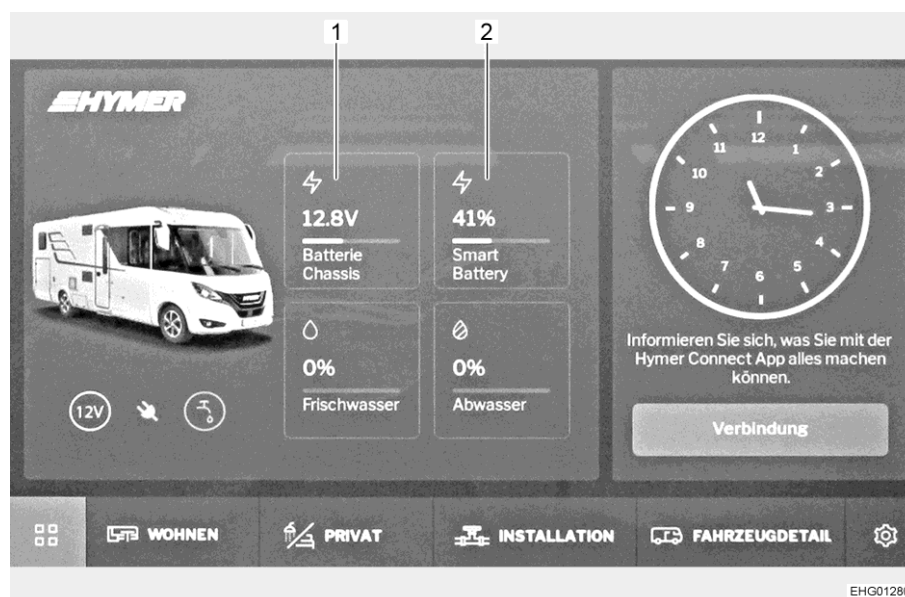 1
2
HYMER
12.8V
Batterie
Chassis
41%
Smart
Battery
0%
Frischwasser
0%
Abwasser
12V
HYMER
12
1
2
3
4
5
6
7
8
9
10
11
Informieren Sie sich, was Sie mit der
Hymer Connect App alles machen
können.
Verbindung
WOHNEN
PRIVAT
INSTALLATION
FAHRZEUGDETAIL